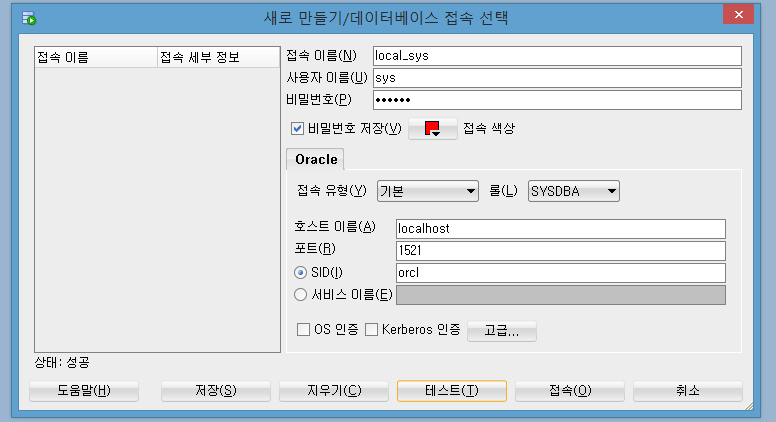 새로 만들기/데이터베이스 접속 선택
접속 이름 접속 세부 정보
접속 이름(N) local_sys
사용자 이름(U) sys
비밀번호(P) ••••••
비밀번호 저장(V) 접속 색상
Oracle
접속 유형(Y) 기본 롤(L) SYSDBA
호스트 이름(A) localhost
포트(R) 1521
SID(I) orcl
서비스 이름(E)
OS 인증 Kerberos 인증 고급...
상태: 성공
도움말(H) 저장(S) 지우기(C) 테스트(T) 접속(O) 취소